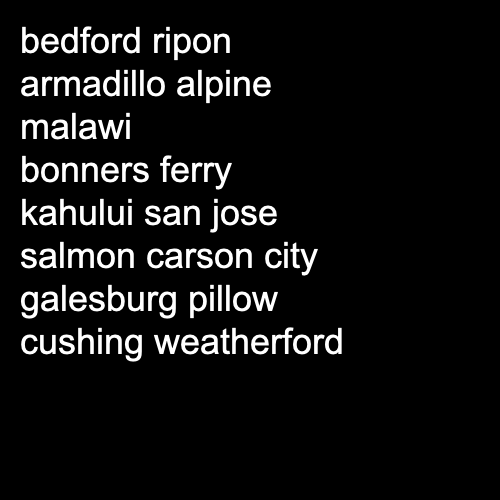 bedford ripon
armadillo alpine
malawi
bonners ferry
kahului san jose
salmon carson city
galesburg pillow
cushing weatherford